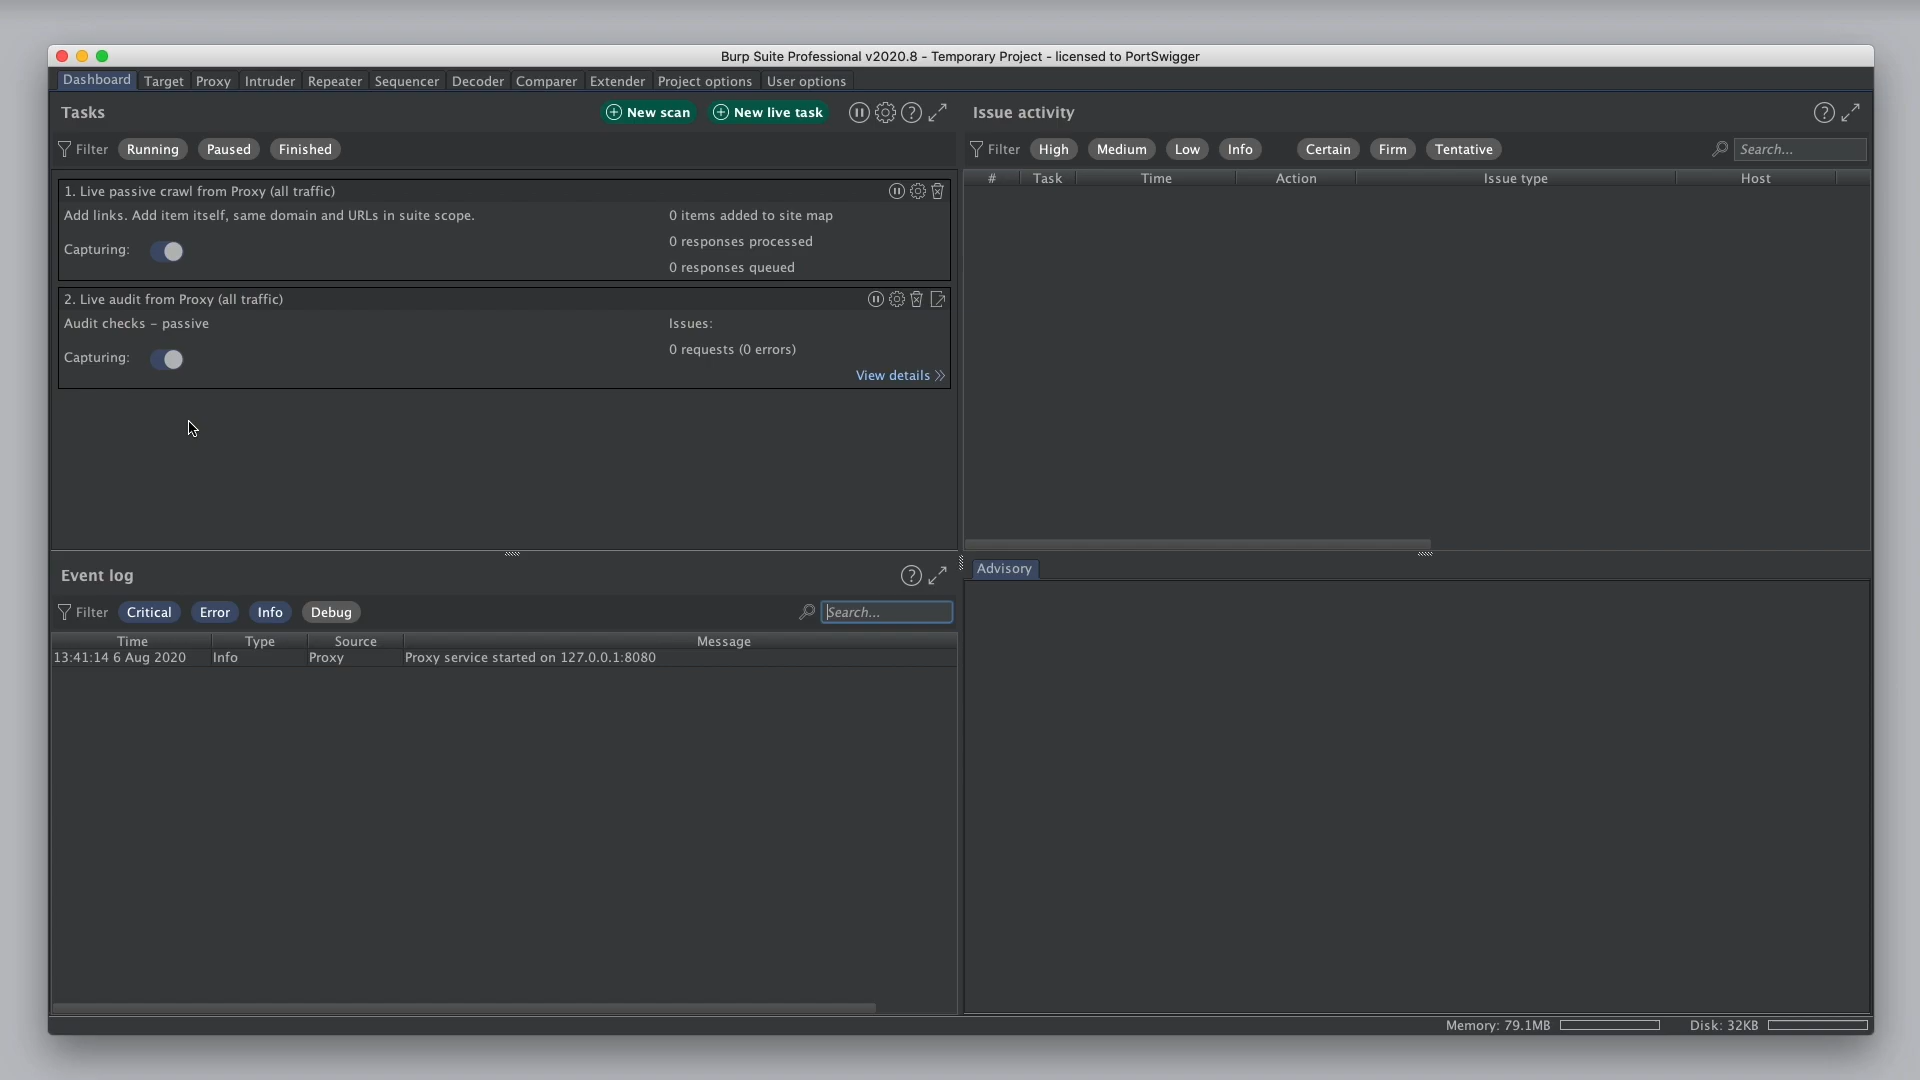 Burp Suite Professional v2020.8 - Temporary Project - licensed to PortSwigger
Dashboard Target Proxy Intruder Repeater Sequencer Decoder Comparer Extender Project options User options
Tasks New scan New live task
Filter Running Paused Finished
1. Live passive crawl from Proxy (all traffic)
Add links. Add item itself, same domain and URLs in suite scope. 0 items added to site map
Capturing: 0 responses processed
0 responses queued
2. Live audit from Proxy (all traffic)
Audit checks - passive Issues:
Capturing: 0 requests (0 errors)
View details
Issue activity
Filter High Medium Low Info Certain Firm Tentative Search...
# Task Time Action Issue type Host
Event log
Filter Critical Error Info Debug Search...
Time Type Source Message
13:41:14 6 Aug 2020 Info Proxy Proxy service started on 127.0.0.1:8080
Advisory
Memory: 79.1MB Disk: 32KB